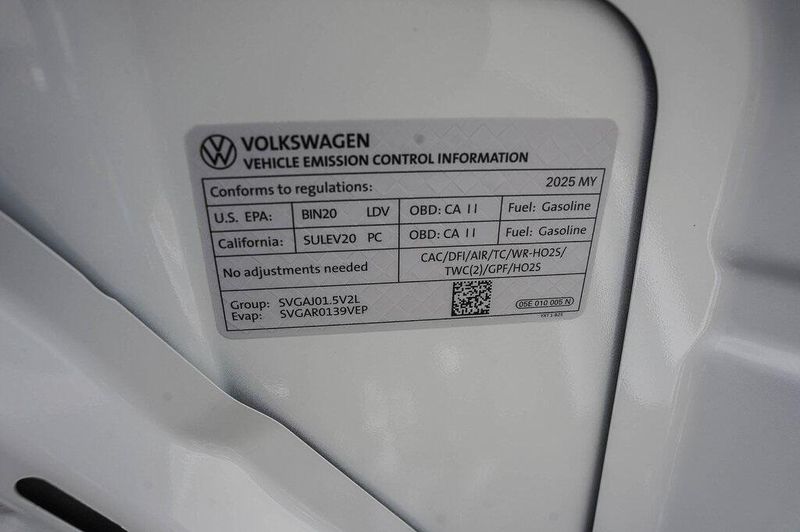 VOLKSWAGEN
VEHICLE EMISSION CONTROL INFORMATION
Conforms to regulations: 2025 MY
U.S. EPA: BIN20 LDV OBD: CA II Fuel: Gasoline
California: SULEV20 PC OBD: CA II Fuel: Gasoline
No adjustments needed
CAC/DFI/AIR/TC/WR-HO2S/
TWC(2)/GPF/HO2S
Group: SVGAJ01.5V2L
Evap: SVGAR0139VEP
05E 010 005 N